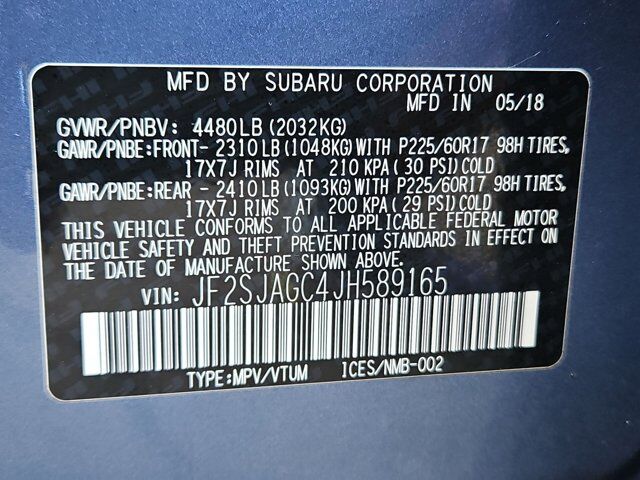 MFD BY SUBARU CORPORATION
MFD IN 05/18
GVWR/PNBV: 4480LB (2032KG)
GAWR/PNBE:FRONT- 2310LB (1048KG) WITH P225/60R17 98H TIRES,
17X7J RIMS AT 210 KPA( 30 PSI)COLD
GAWR/PNBE:REAR - 2410LB (1093KG) WITH P225/60R17 98H TIRES,
17X7J RIMS AT 200 KPA( 29 PSI)COLD
THIS VEHICLE CONFORMS TO ALL APPLICABLE FEDERAL MOTOR
VEHICLE SAFETY AND THEFT PREVENTION STANDARDS IN EFFECT ON
THE DATE OF MANUFACTURE SHOWN ABOVE.
VIN: JF2SJAGC4JH589165
TYPE:MPV/VTUM ICES/NMB-002